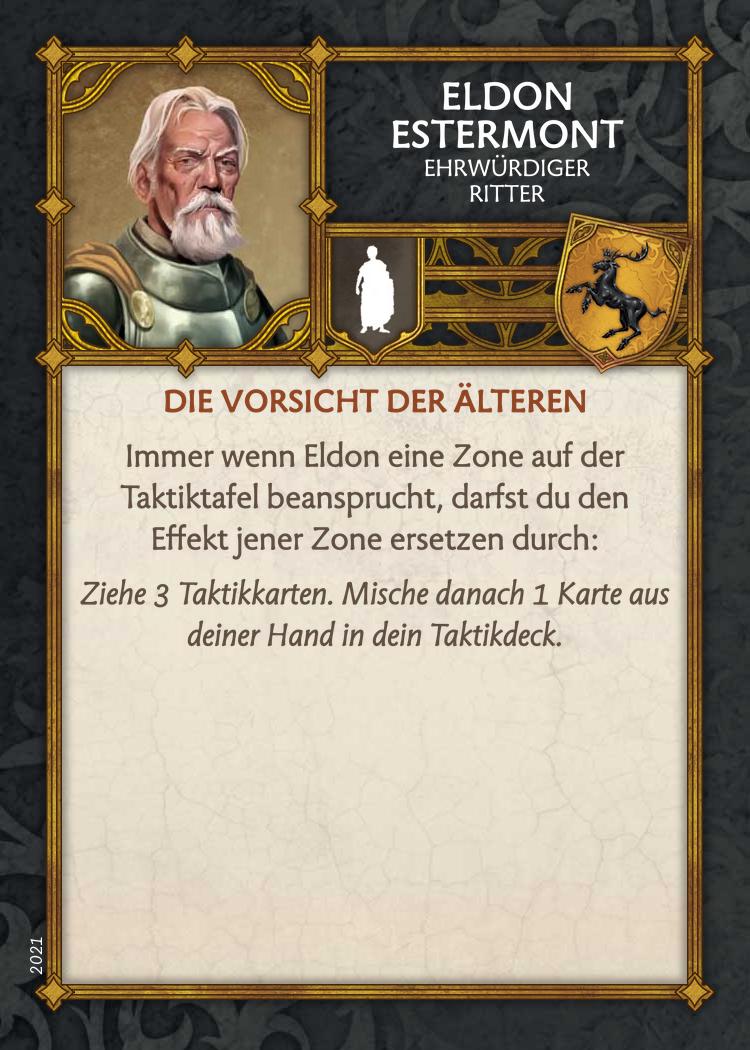 ELDON
ESTERMONT
EHRWÜRDIGER
RITTER
DIE VORSICHT DER ÄLTEREN
Immer wenn Eldon eine Zone auf der
Taktiktafel beansprucht, darfst du den
Effekt jener Zone ersetzen durch:
Ziehe 3 Taktikkarten. Mische danach 1 Karte aus
deiner Hand in dein Taktikdeck.
2021